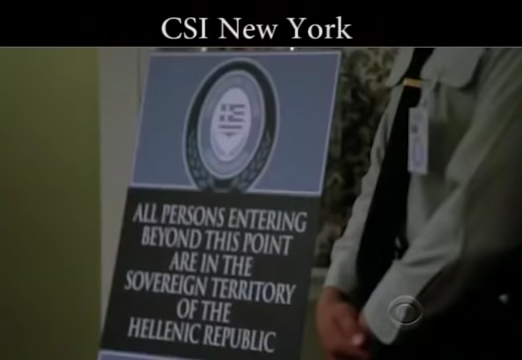 CSI New York
ALL PERSONS ENTERING
BEYOND THIS POINT
ARE IN THE
SOVEREIGN TERRITORY
OF THE
HELLENIC REPUBLIC